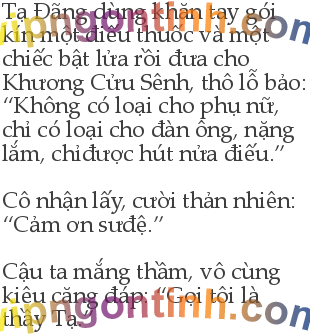 Tạ Đãng dùng khăn tay gói
kín một điếu thuốc và một
chiếc bật lửa rồi đưa cho
Khương Cửu Sênh, thô lỗ bảo:
“Không có loại cho phụ nữ,
chỉ có loại cho đàn ông, nặng
lắm, chỉđược hút nửa điếu.”
Cô nhận lấy, cười thản nhiên:
“Cảm ơn sưđệ.”
Cậu ta mắng thầm, vô cùng
kiêu căng đáp: “Gọi tôi là
thầy Tạ.”